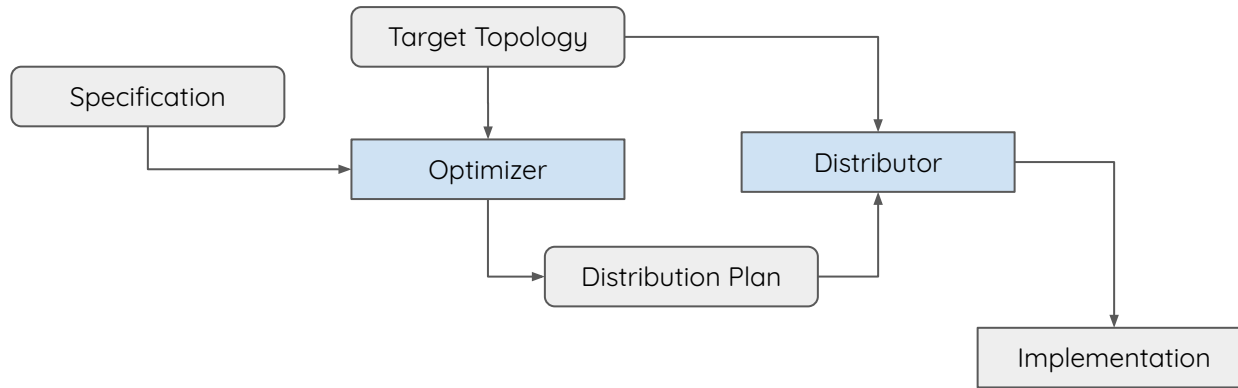 Target Topology
Specification
Optimizer
Distributor
Distribution Plan
Implementation